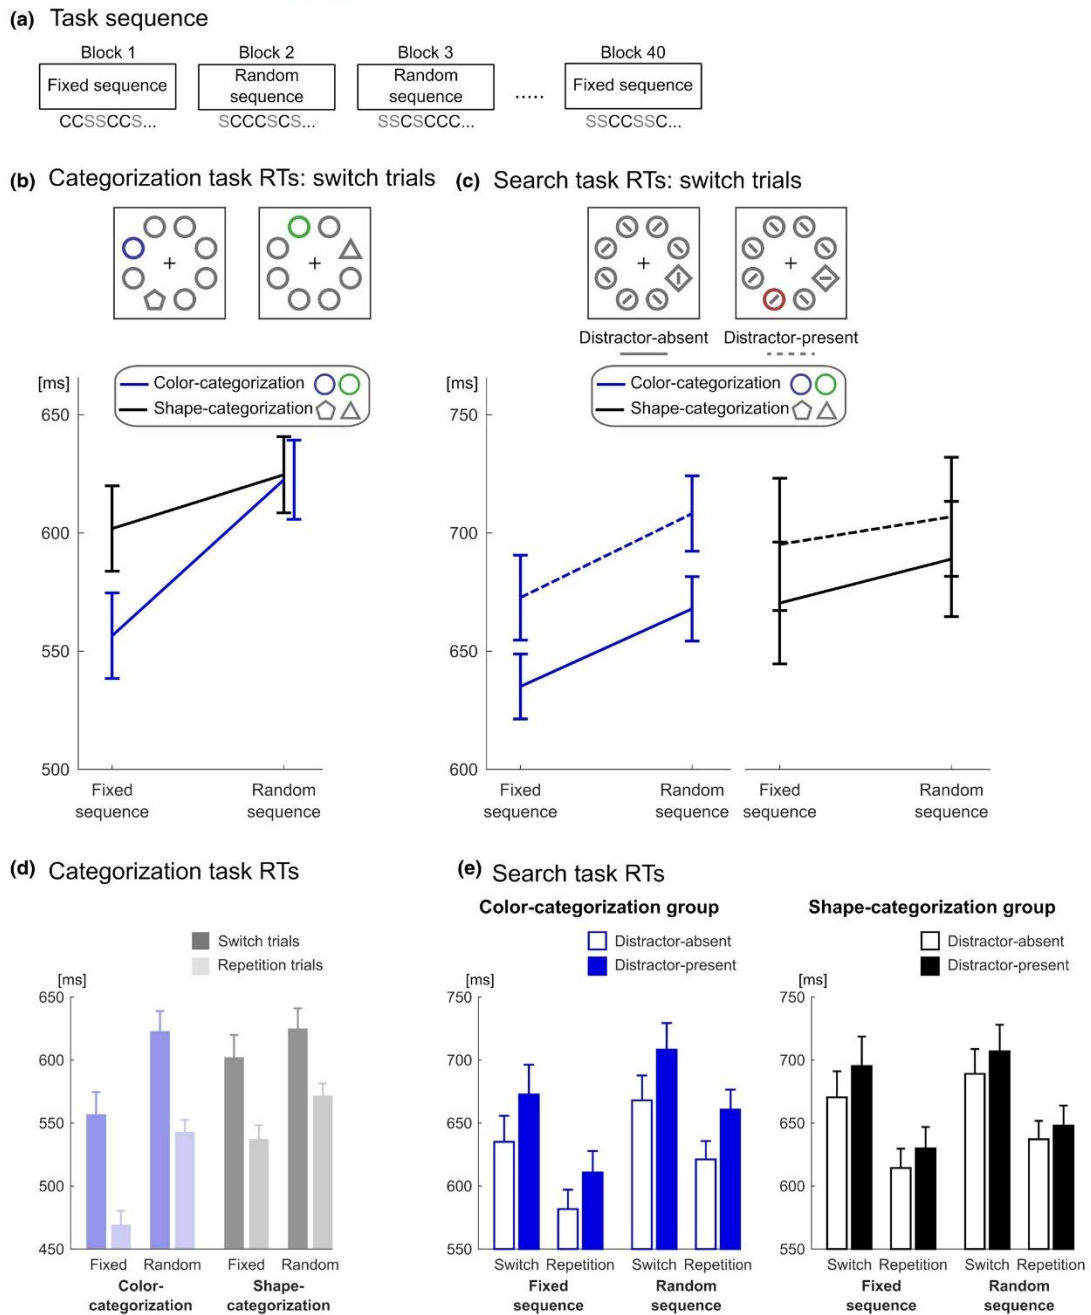 (a) Task sequence
Block 1 Block 2 Block 3 Block 40
Fixed sequence Random sequence Random sequence ..... Fixed sequence
CCSSCCS... SCCCSCS... SSCSCCC... SSCCSSC...
(b) Categorization task RTs: switch trials
Color-categorization
Shape-categorization
[ms]
650
600
550
500
Fixed sequence
Random sequence
(c) Search task RTs: switch trials
Distractor-absent Distractor-present
Color-categorization
Shape-categorization
[ms]
750
700
650
600
Fixed sequence
Random sequence
Fixed sequence
Random sequence
(d) Categorization task RTs
Switch trials
Repetition trials
[ms]
650
600
550
500
450
Fixed Random Fixed Random
Color-categorization
Shape-categorization
(e) Search task RTs
Color-categorization group
Distractor-absent
Distractor-present
[ms]
750
700
650
600
550
Switch Repetition Switch Repetition
Fixed sequence
Random sequence
Shape-categorization group
Distractor-absent
Distractor-present
[ms]
750
700
650
600
550
Switch Repetition Switch Repetition
Fixed sequence
Random sequence